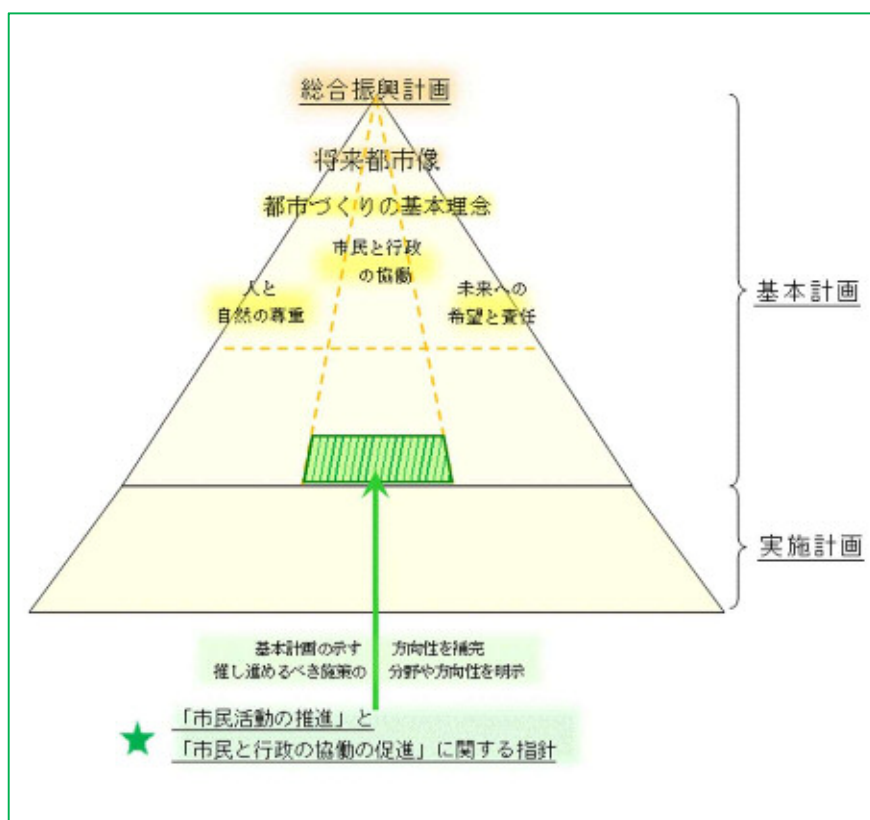 総合振興計画
将来都市像
都市づくりの基本理念
市民と行政
の協働
人と
自然の尊重
未来への
希望と責任
基本計画
実施計画
基本計画の示す 方向性を補完
推し進めるべき施策の 分野や方向性を明示
★ 「市民活動の推進」と
「市民と行政の協働の促進」に関する指針